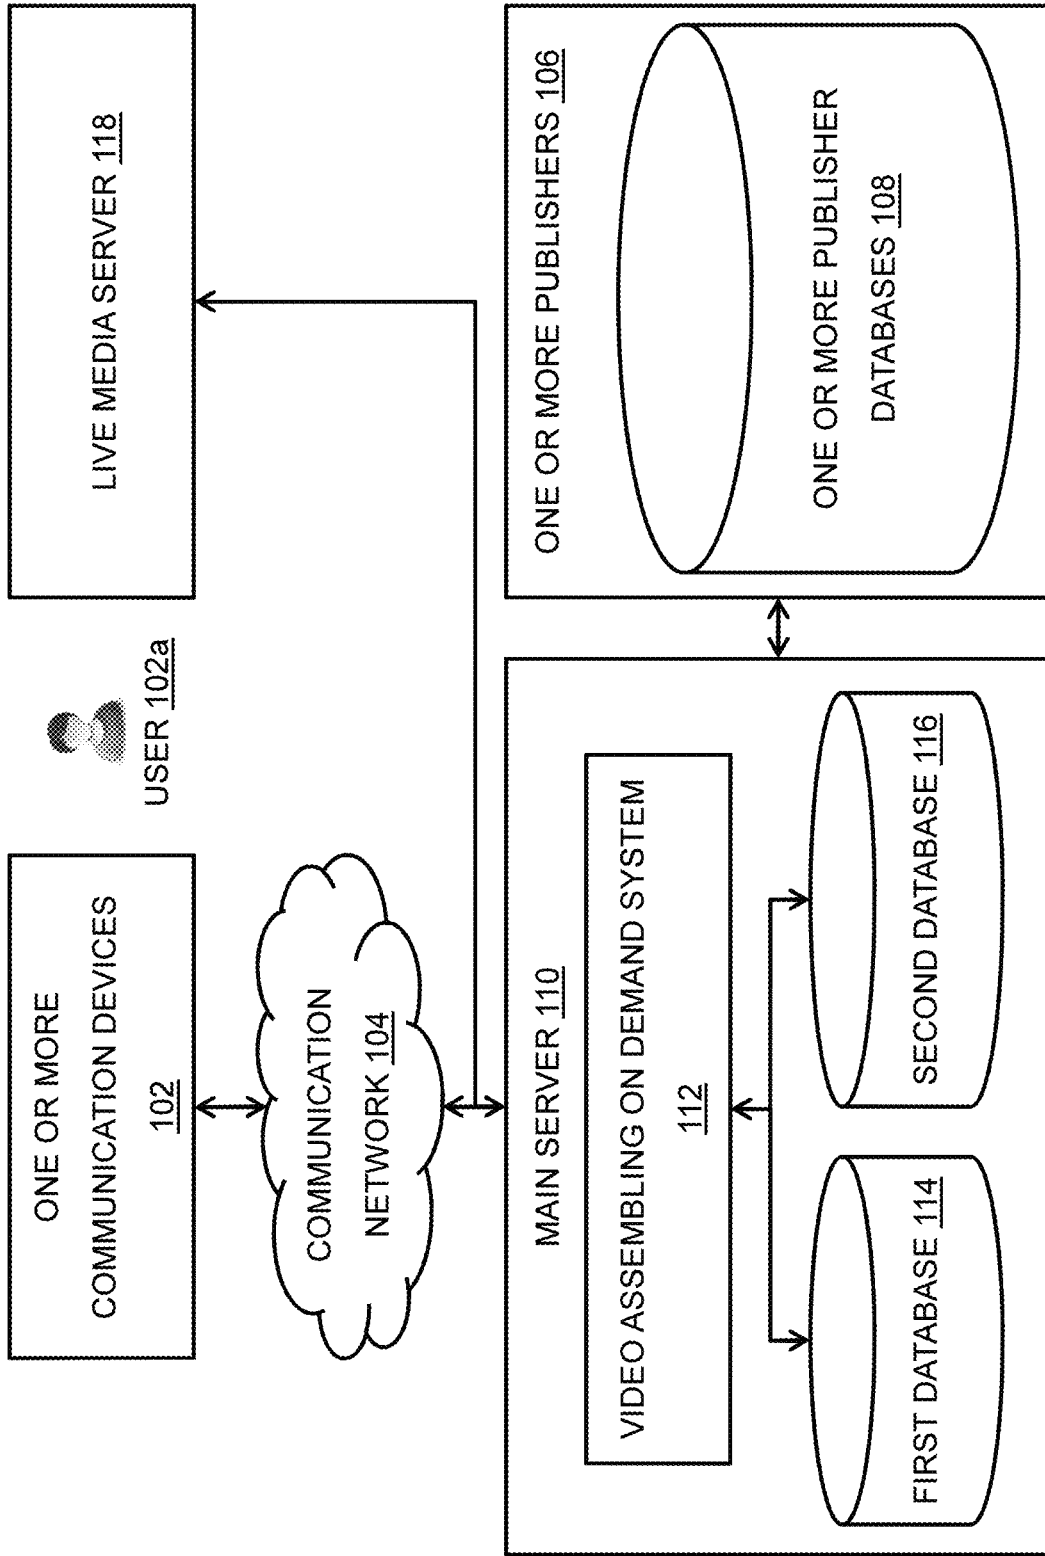 ONE OR MORE
COMMUNICATION DEVICES
102
USER 102a
LIVE MEDIA SERVER 118
COMMUNICATION
NETWORK 104
MAIN SERVER 110
VIDEO ASSEMBLING ON DEMAND SYSTEM
112
FIRST DATABASE 114
SECOND DATABASE 116
ONE OR MORE PUBLISHERS 106
ONE OR MORE PUBLISHER
DATABASES 108